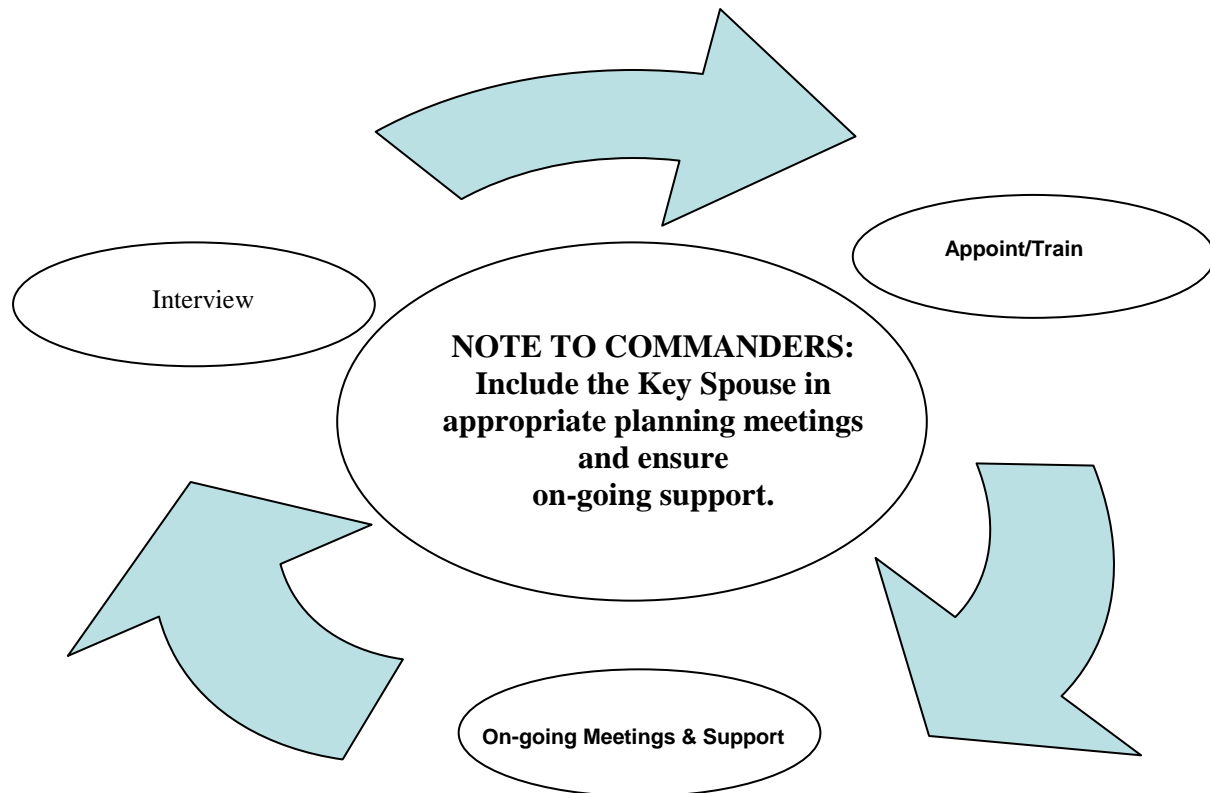 Interview
Appoint/Train
NOTE TO COMMANDERS:
Include the Key Spouse in
appropriate planning meetings
and ensure
on-going support.
On-going Meetings & Support